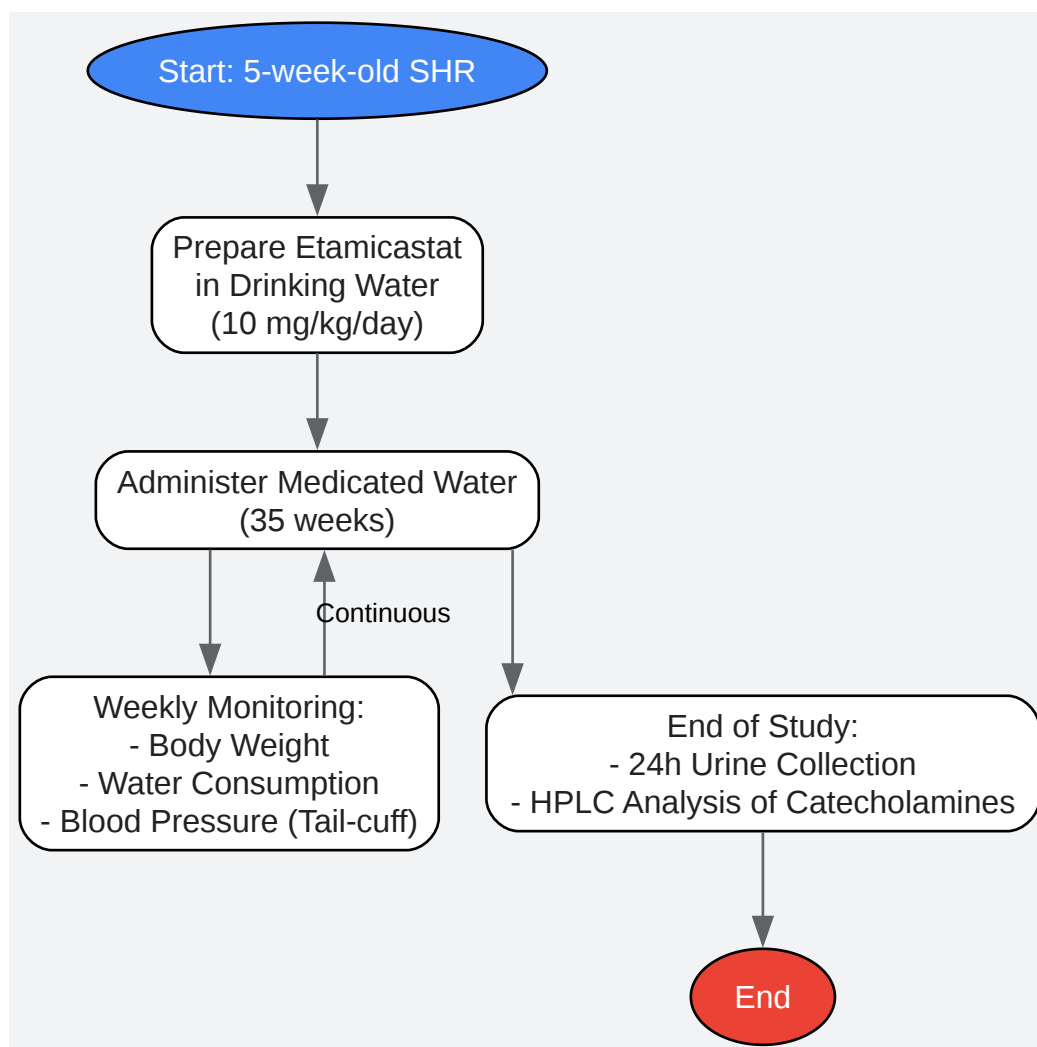 Start: 5-week-old SHR
Prepare Etamicastat
in Drinking Water
(10 mg/kg/day)
Administer Medicated Water
(35 weeks)
Continuous
Weekly Monitoring:
- Body Weight
- Water Consumption
- Blood Pressure (Tail-cuff)
End of Study:
- 24h Urine Collection
- HPLC Analysis of Catecholamines
End